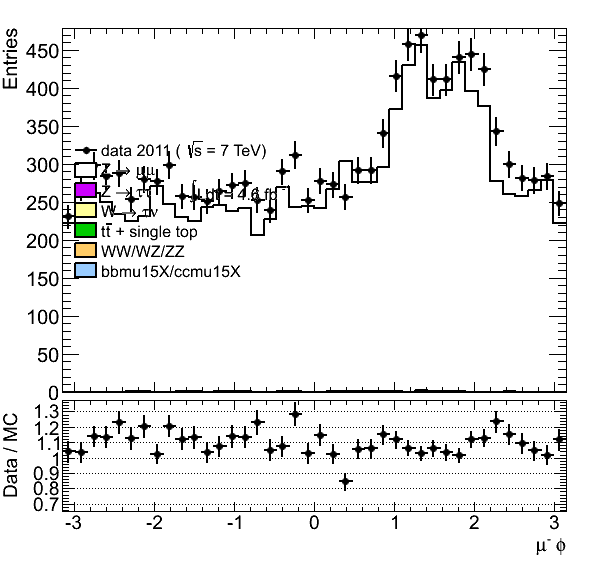 Entries
450
400
350
300
250
200
150
100
50
0
data 2011 ( √s = 7 TeV)
Z → μμ
Z → ττ
∫ L dt = 4.6 fb
W → τν
tt̄ + single top
WW/WZ/ZZ
bbmu15X/ccmu15X
Data / MC
1.3
1.2
1.1
1
0.9
0.8
0.7
-3 -2 -1 0 1 2 3
μ⁻ ϕ